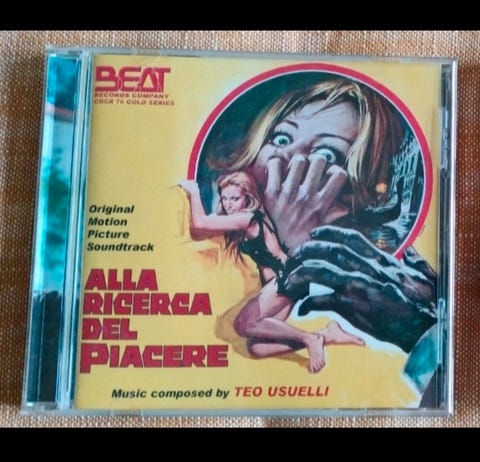 BEAT
RECORDS COMPANY
CDCR 76 GOLD SERIES
Original
Motion
Picture
Soundtrack
ALLA
RICERCA
DEL
PIACERE
Music composed by TEO USUELLI